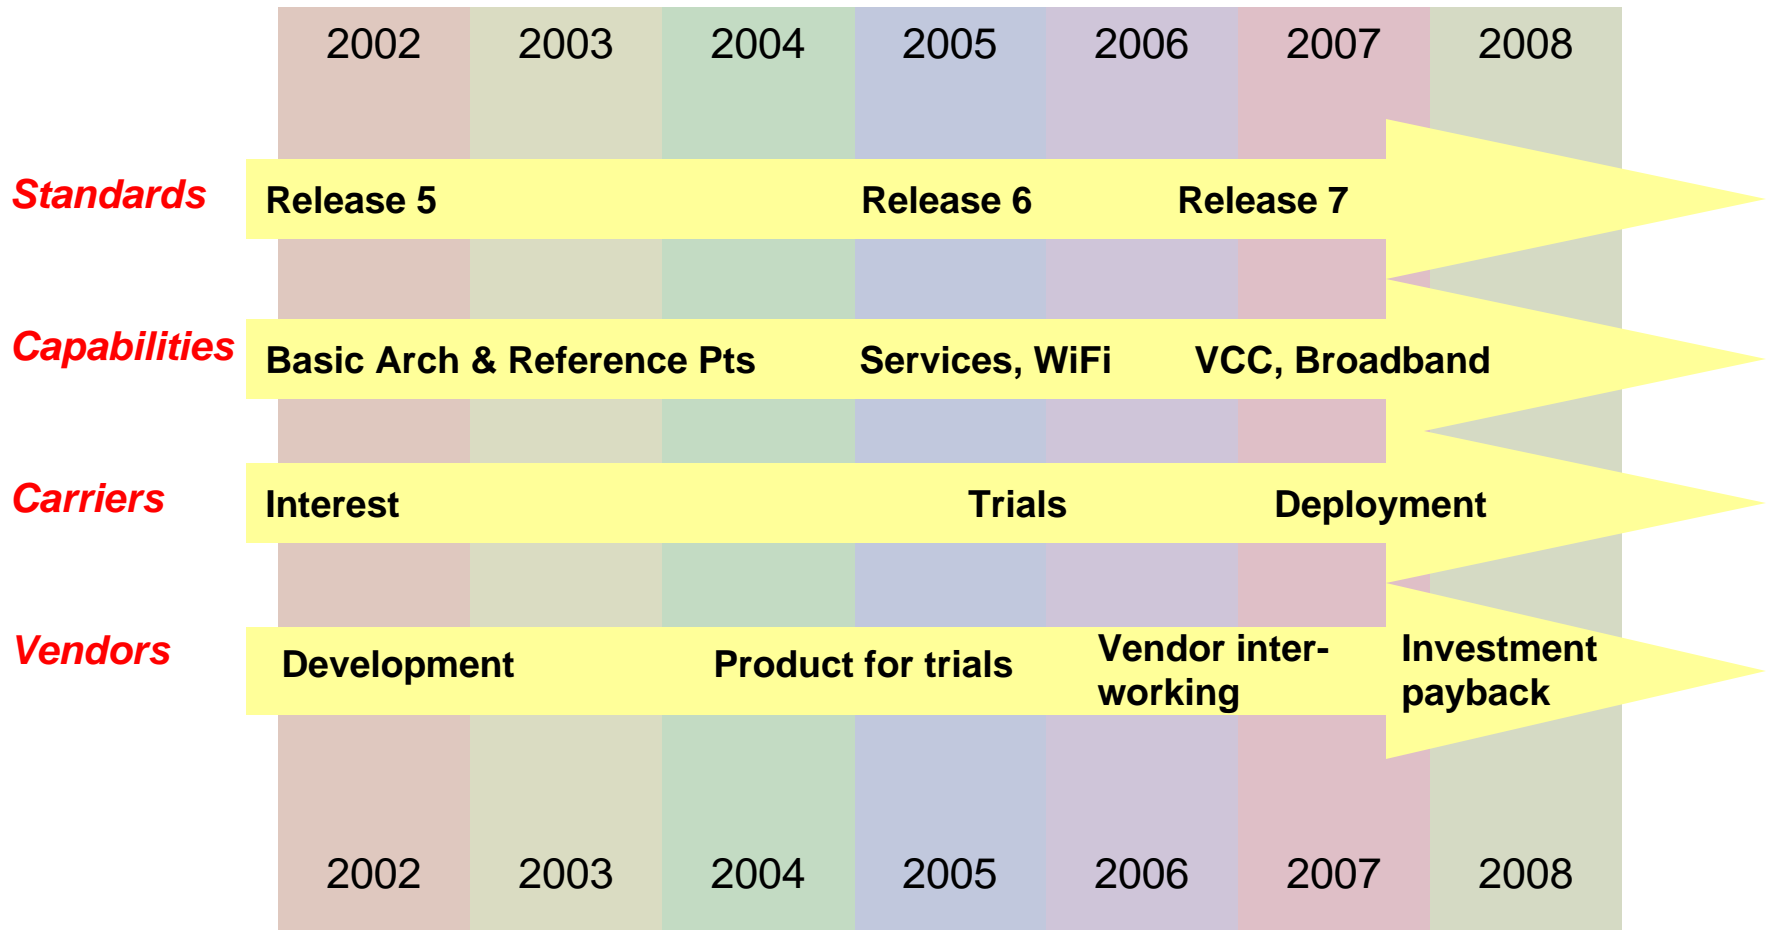 2002 2003 2004 2005 2006 2007 2008
Standards Release 5 Release 6 Release 7
Capabilities Basic Arch & Reference Pts Services, WiFi VCC, Broadband
Carriers Interest Trials Deployment
Vendors Development Product for trials Vendor inter- Investment
working payback
2002 2003 2004 2005 2006 2007 2008